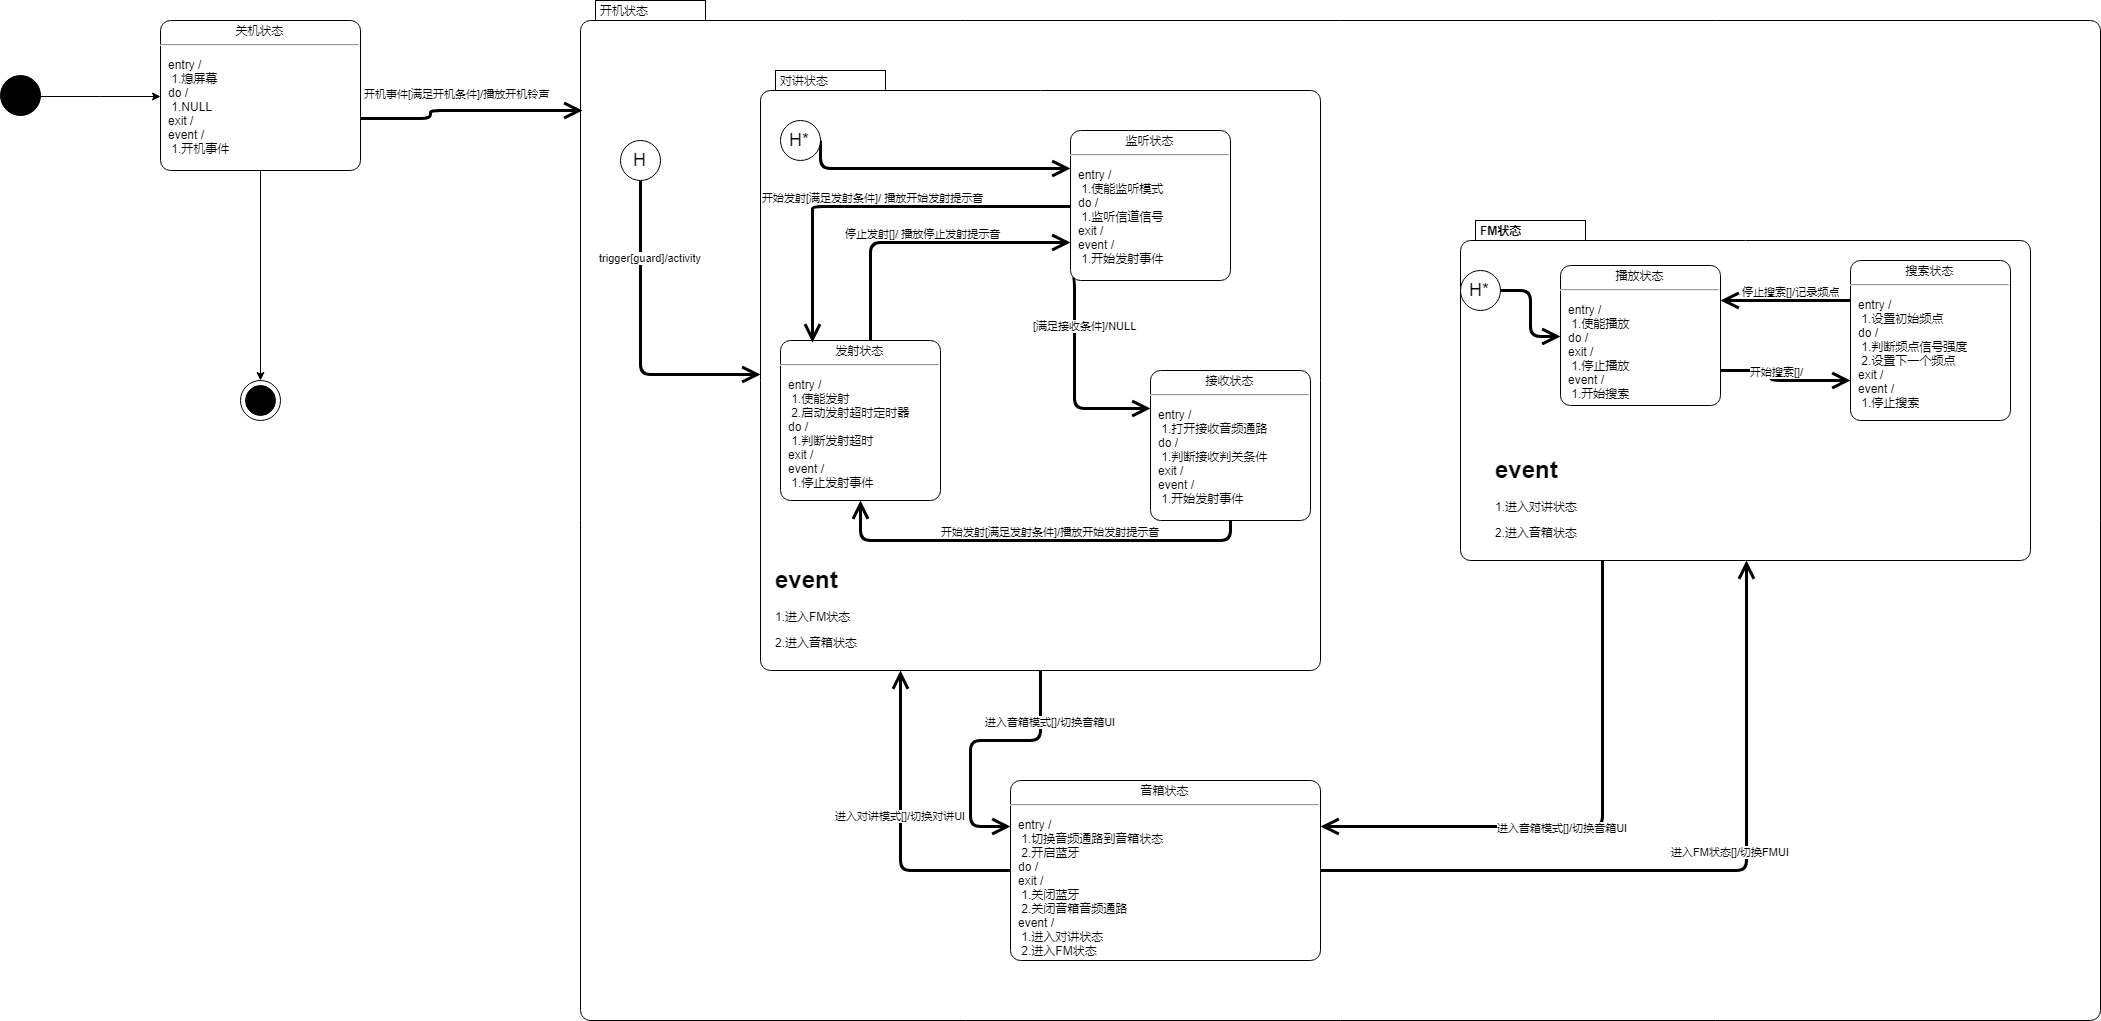 关机状态
entry /
1.熄屏幕
do /
1.NULL
exit /
event /
1.开机事件
开机事件[满足开机条件]/播放开机铃声
开机状态
H
trigger[guard]/activity
对讲状态
H*
监听状态
entry /
1.使能监听模式
do /
1.监听信道信号
exit /
event /
1.开始发射事件
开始发射[满足发射条件]/ 播放开始发射提示音
停止发射[]/ 播放停止发射提示音
[满足接收条件]/NULL
发射状态
entry /
1.使能发射
2.启动发射超时定时器
do /
1.判断发射超时
exit /
event /
1.停止发射事件
接收状态
entry /
1.打开接收音频通路
do /
1.判断接收判关条件
exit /
event /
1.开始发射事件
开始发射[满足发射条件]/播放开始发射提示音
event
1.进入FM状态
2.进入音箱状态
FM状态
H*
播放状态
entry /
1.使能播放
do /
exit /
1.停止播放
event /
1.开始搜索
停止搜索[]/记录频点
开始搜索[]/
搜索状态
entry /
1.设置初始频点
do /
1.判断频点信号强度
2.设置下一个频点
exit /
event /
1.停止搜索
event
1.进入对讲状态
2.进入音箱状态
进入音箱模式[]/切换音箱UI
进入对讲模式[]/切换对讲UI
音箱状态
entry /
1.切换音频通路到音箱状态
2.开启蓝牙
do /
exit /
1.关闭蓝牙
2.关闭音箱音频通路
event /
1.进入对讲状态
2.进入FM状态
进入音箱模式[]/切换音箱UI
进入FM状态[]/切换FMUI